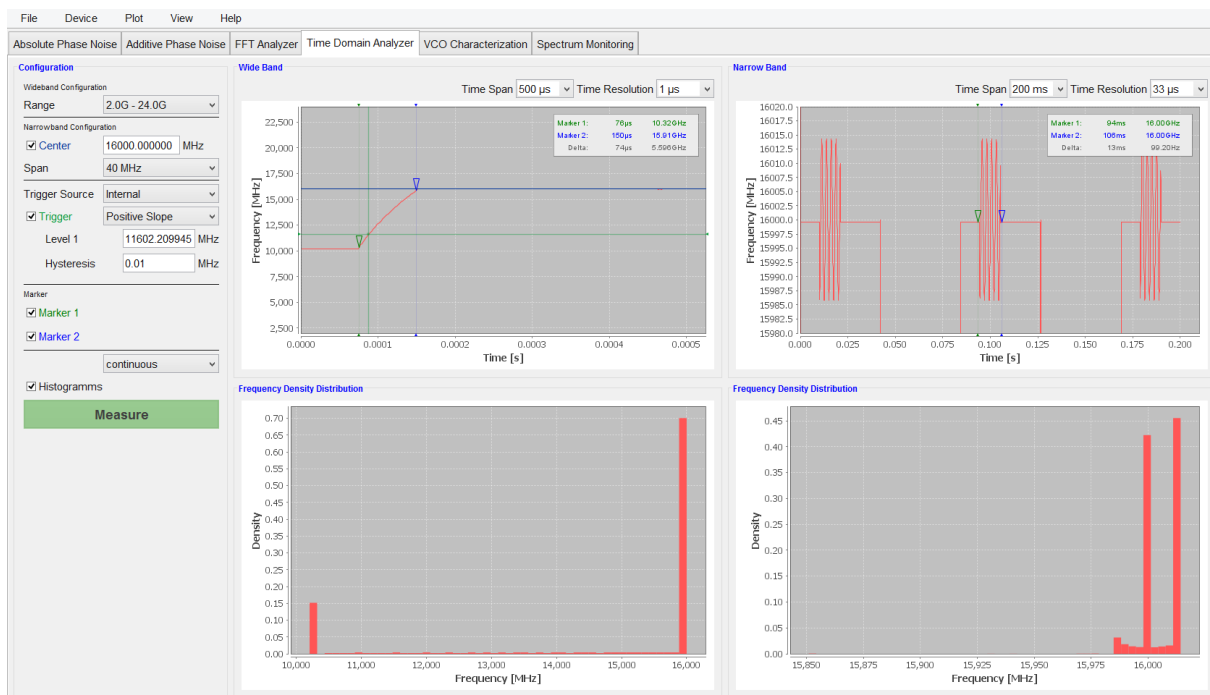 File Device Plot View Help
Absolute Phase Noise Additive Phase Noise FFT Analyzer Time Domain Analyzer VCO Characterization Spectrum Monitoring
Configuration
Wideband Configuration
Range 2.0G - 24.0G
Narrowband Configuration
Center 16000.000000 MHz
Span 40 MHz
Trigger Source Internal
Trigger Positive Slope
Level 1 11602.209945 MHz
Hysteresis 0.01 MHz
Marker
Marker 1
Marker 2
continuous
Histogramms
Measure
Wide Band
Time Span 500 µs Time Resolution 1 µs
Marker 1: 76µs 10.32GHz
Marker 2: 150µs 15.91GHz
Delta: 74µs 5.596GHz
22,500
20,000
17,500
15,000
12,500
10,000
7,500
5,000
2,500
Frequency [MHz]
0.0000 0.0001 0.0002 0.0003 0.0004 0.0005
Time [s]
Narrow Band
Time Span 200 ms Time Resolution 33 µs
Marker 1: 94ms 16.00GHz
Marker 2: 106ms 16.00GHz
Delta: 13ms 99.20Hz
16020.0
16017.5
16015.0
16012.5
16010.0
16007.5
16005.0
16002.5
16000.0
15997.5
15995.0
15992.5
15990.0
15987.5
15985.0
15982.5
15980.0
Frequency [MHz]
0.000 0.025 0.050 0.075 0.100 0.125 0.150 0.175 0.200
Time [s]
Frequency Density Distribution
0.70
0.65
0.60
0.55
0.50
0.45
0.40
0.35
0.30
0.25
0.20
0.15
0.10
0.05
0.00
Density
10,000 11,000 12,000 13,000 14,000 15,000 16,000
Frequency [MHz]
Frequency Density Distribution
0.45
0.40
0.35
0.30
0.25
0.20
0.15
0.10
0.05
0.00
Density
15,850 15,875 15,900 15,925 15,950 15,975 16,000
Frequency [MHz]